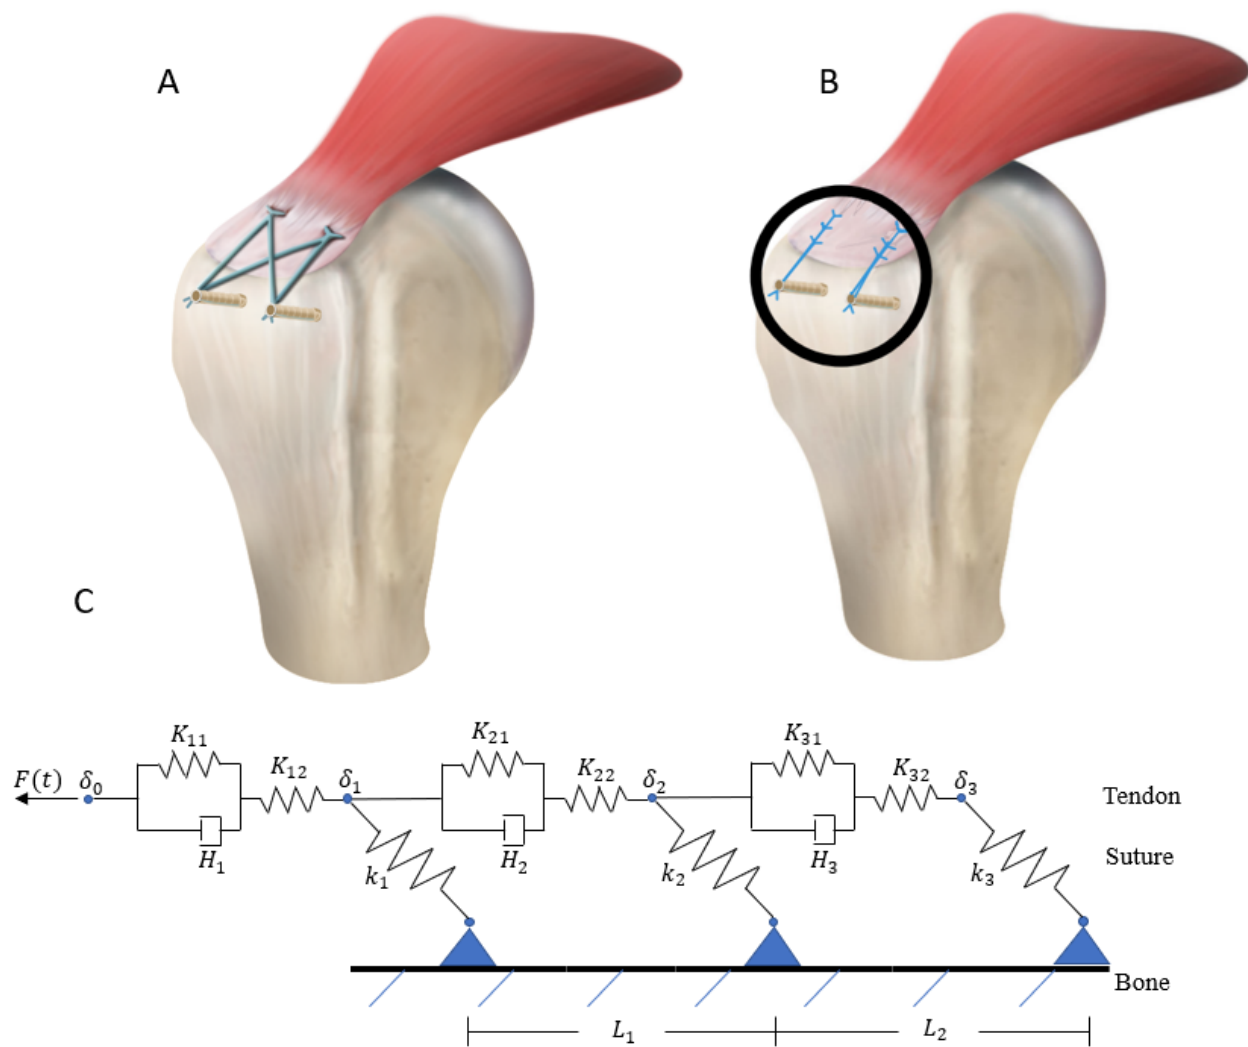 A
B
C
K₁₁
K₂₁
K₃₁
F(t) δ₀
K₁₂
δ₁
K₂₂
δ₂
K₃₂
δ₃
Tendon
H₁
H₂
H₃
Suture
k₁
k₂
k₃
Bone
L₁
L₂